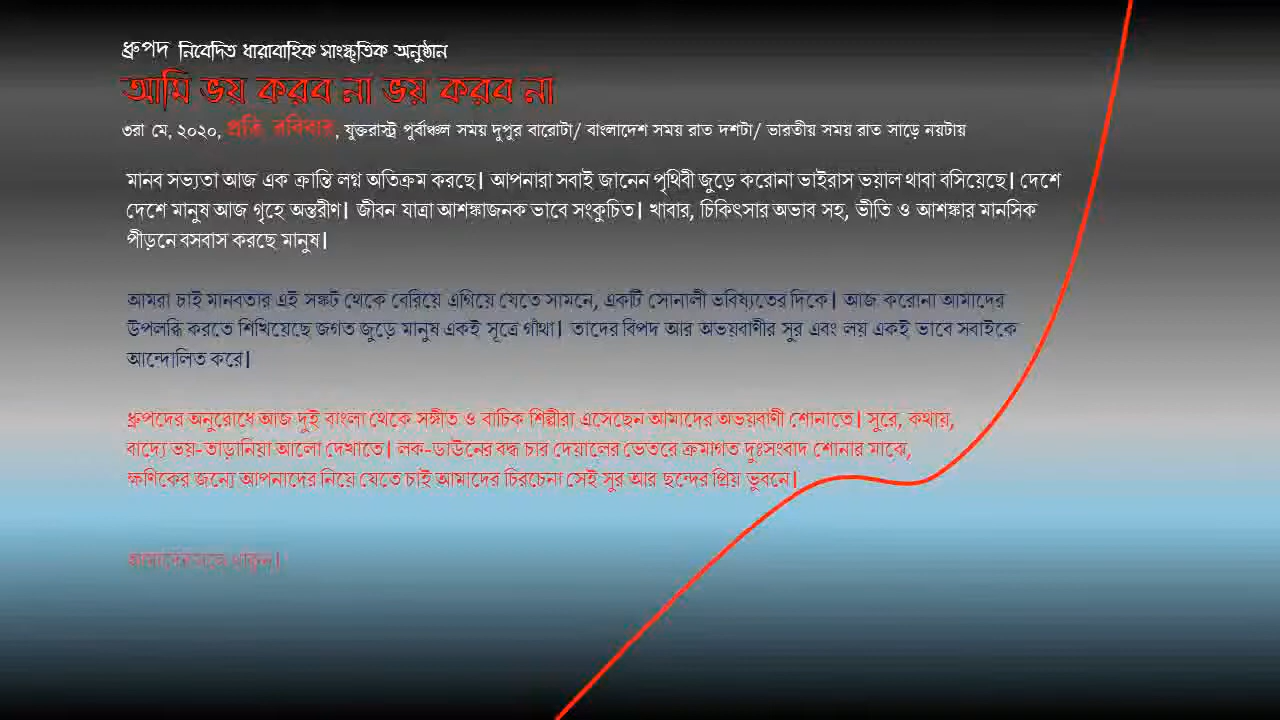 ধ্রুপদ নিবেদিত ধারাবাহিক সাংস্কৃতিক অনুষ্ঠান
আমি ভয় করব না ভয় করব না
৩রা মে, ২০২০, প্রতি রবিবার, যুক্তরাস্ট্র পুর্বাঞ্চল সময় দুপুর বারোটা/ বাংলাদেশ সময় রাত দশটা/ ভারতীয় সময় রাত সাড়ে নয়টায়
মানব সভ্যতা আজ এক ক্রান্তি লগ্ন অতিক্রম করছে। আপনারা সবাই জানেন পৃথিবী জুড়ে করোনা ভাইরাস ভয়াল থাবা বসিয়েছে। দেশে
দেশে মানুষ আজ গৃহে অন্তরীণ। জীবন যাত্রা আশঙ্কাজনক ভাবে সংকুচিত। খাবার, চিকিৎসার অভাব সহ, ভীতি ও আশঙ্কার মানসিক
পীড়নে বসবাস করছে মানুষ।
আমরা চাই মানবতার এই সঙ্কট থেকে বেরিয়ে এগিয়ে যেতে সামনে, একটি সোনালী ভবিষ্যতের দিকে। আজ করোনা আমাদের
উপলব্ধি করতে শিখিয়েছে জগত জুড়ে মানুষ একই সূত্রে গাঁথা। তাদের বিপদ আর অভয়বাণীর সুর এবং লয় একই ভাবে সবাইকে
আন্দোলিত করে।
ধ্রুপদের অনুরোধে আজ দুই বাংলা থেকে সঙ্গীত ও বাচিক শিল্পীরা এসেছেন আমাদের অভয়বাণী শোনাতে। সুরে, কথায়,
বাদ্যে ভয়-তাড়ানিয়া আলো দেখাতে। লক-ডাউনের বদ্ধ চার দেয়ালের ভেতরে ক্রমাগত দুঃসংবাদ শোনার মাঝে,
ক্ষণিকের জন্যে আপনাদের নিয়ে যেতে চাই আমাদের চিরচেনা সেই সুর আর ছন্দের প্রিয় ভুবনে।
আমাদের সঙ্গে থাকুন।